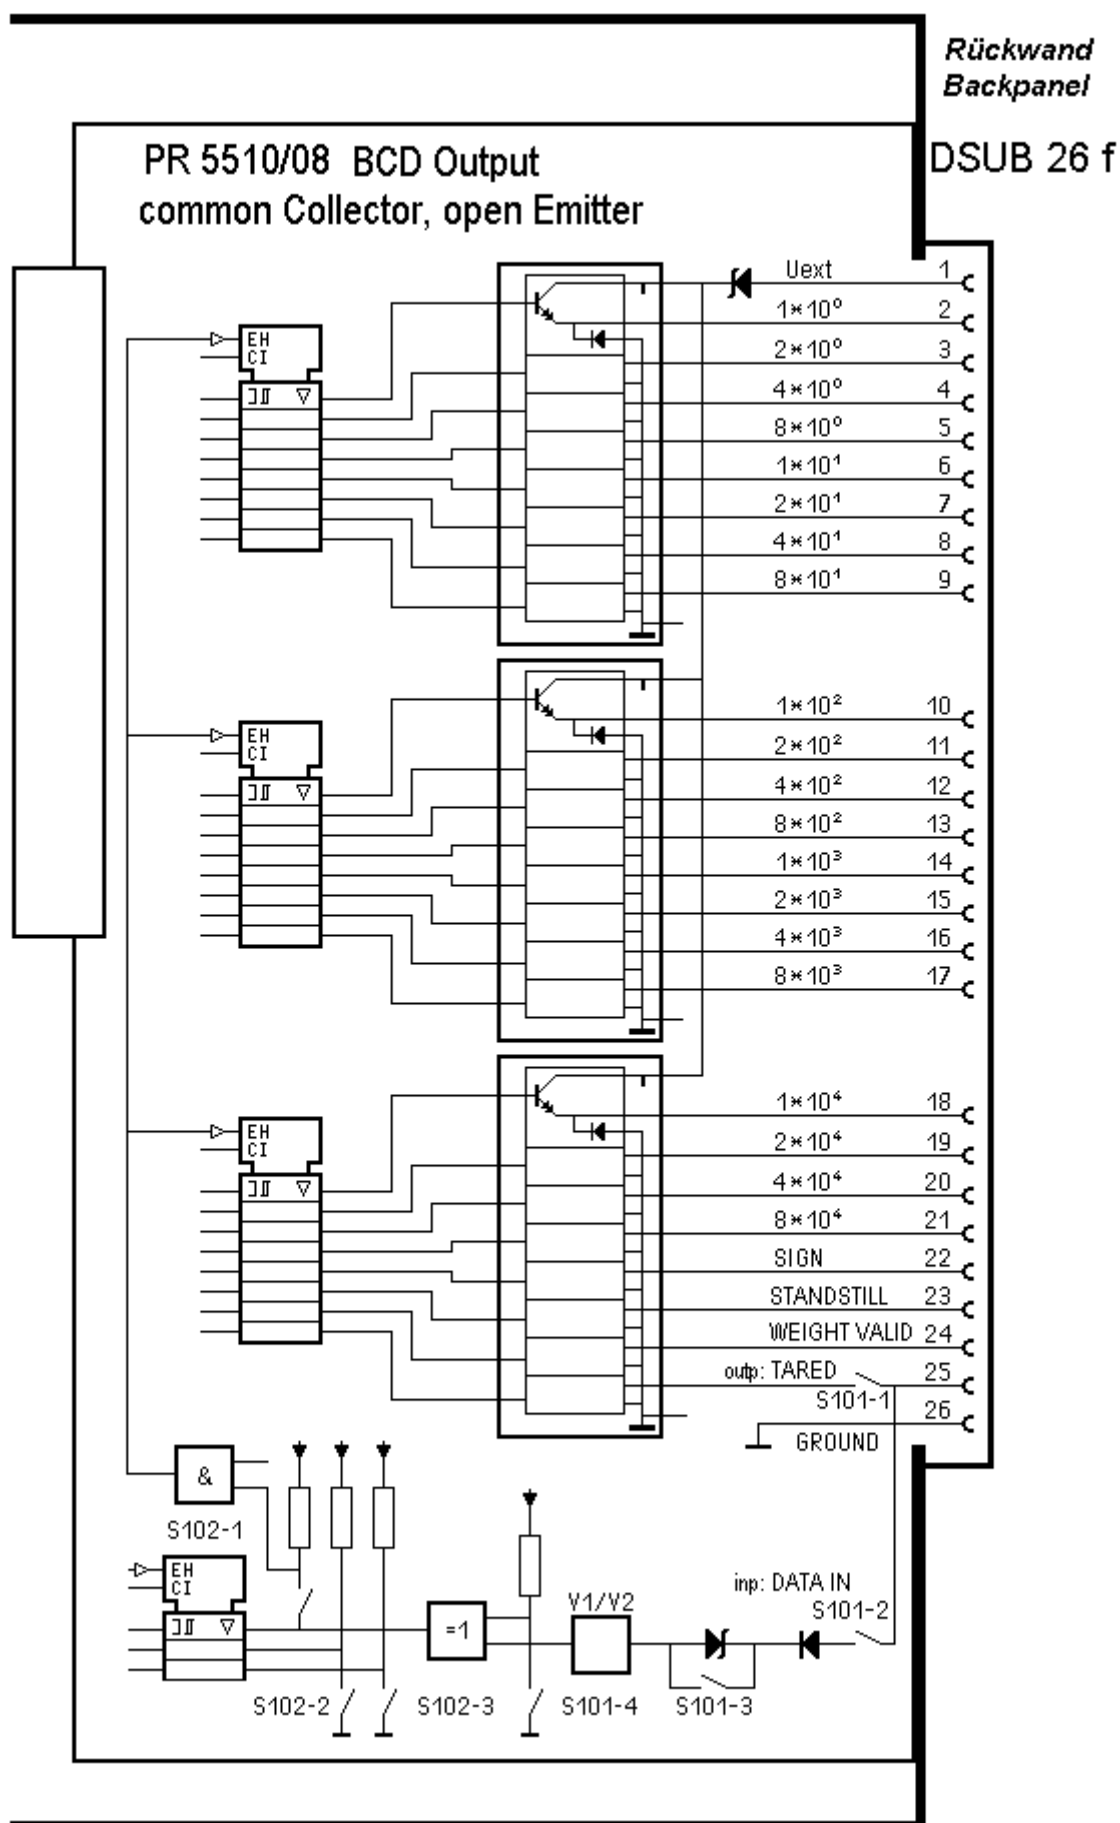 Rückwand
Backpanel
PR 5510/08 BCD Output
common Collector, open Emitter
DSUB 26 f
Uext 1
1*10⁰ 2
EH
CI
2*10⁰ 3
4*10⁰ 4
8*10⁰ 5
1*10¹ 6
2*10¹ 7
4*10¹ 8
8*10¹ 9
1*10² 10
EH
CI
2*10² 11
4*10² 12
8*10² 13
1*10³ 14
2*10³ 15
4*10³ 16
8*10³ 17
1*10⁴ 18
EH
CI
2*10⁴ 19
4*10⁴ 20
8*10⁴ 21
SIGN 22
STANDSTILL 23
WEIGHT VALID 24
outp: TARED 25
S101-1
26
GROUND
&
S102-1
EH
CI
inp: DATA IN
V1/V2
S101-2
=1
S102-2
S102-3
S101-4
S101-3